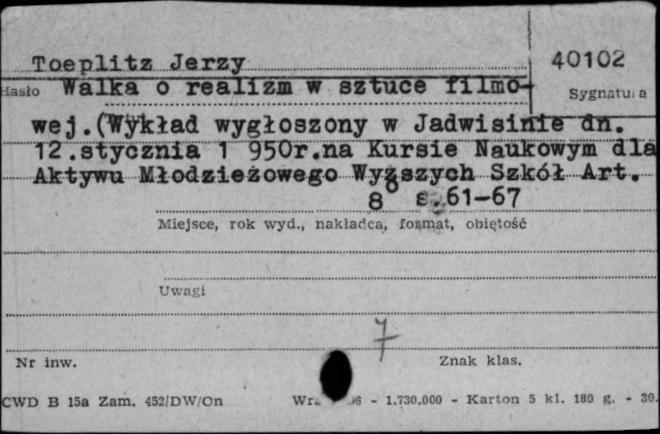 Toeplitz Jerzy
40102
Hasło Walka o realizm w sztuce filmo-
Sygnatura
wej.(Wykład wygłoszony w Jadwisinie dn.
12.stycznia 1 950r.na Kursie Naukowym dla
Aktywu Młodzieżowego Wyższych Szkół Art.
8° s.61-67
Miejsce, rok wyd., nakładca, format, objętość
Uwagi
7
Nr inw.
Znak klas.
CWD B 15a Zam. 452/DW/On
- 1.730.000 - Karton 5 kl. 180 g. - 30.